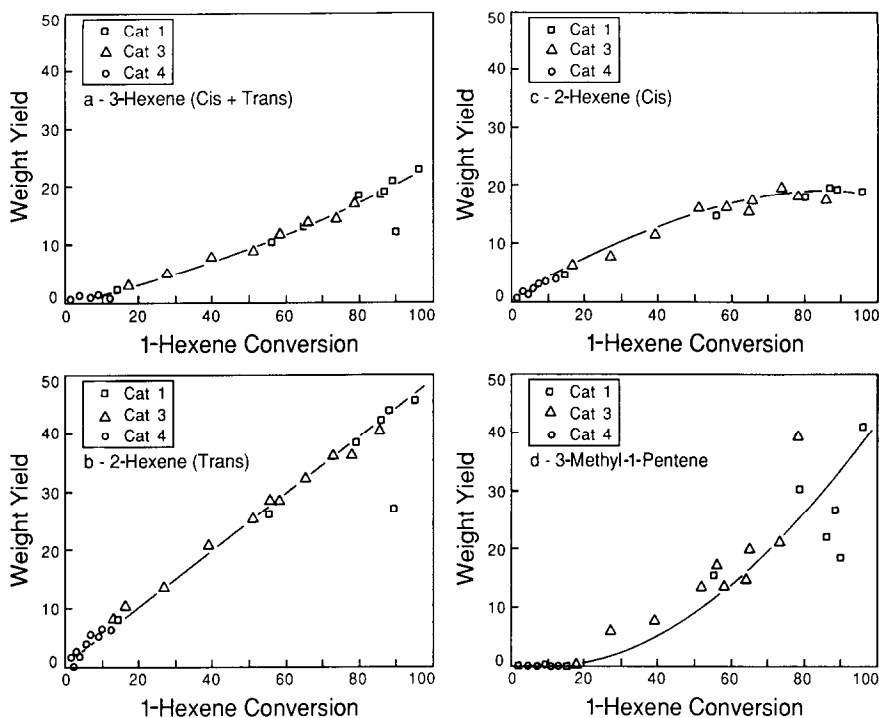 50
40
30
20
10
0
Weight Yield
Cat 1
Cat 3
Cat 4
a - 3-Hexene (Cis + Trans)
0 20 40 60 80 100
1-Hexene Conversion
50
40
30
20
10
0
Weight Yield
Cat 1
Cat 3
Cat 4
c - 2-Hexene (Cis)
0 20 40 60 80 100
1-Hexene Conversion
50
40
30
20
10
0
Weight Yield
Cat 1
Cat 3
Cat 4
b - 2-Hexene (Trans)
0 20 40 60 80 100
1-Hexene Conversion
50
40
30
20
10
0
Weight Yield
Cat 1
Cat 3
Cat 4
d - 3-Methyl-1-Pentene
0 20 40 60 80 100
1-Hexene Conversion